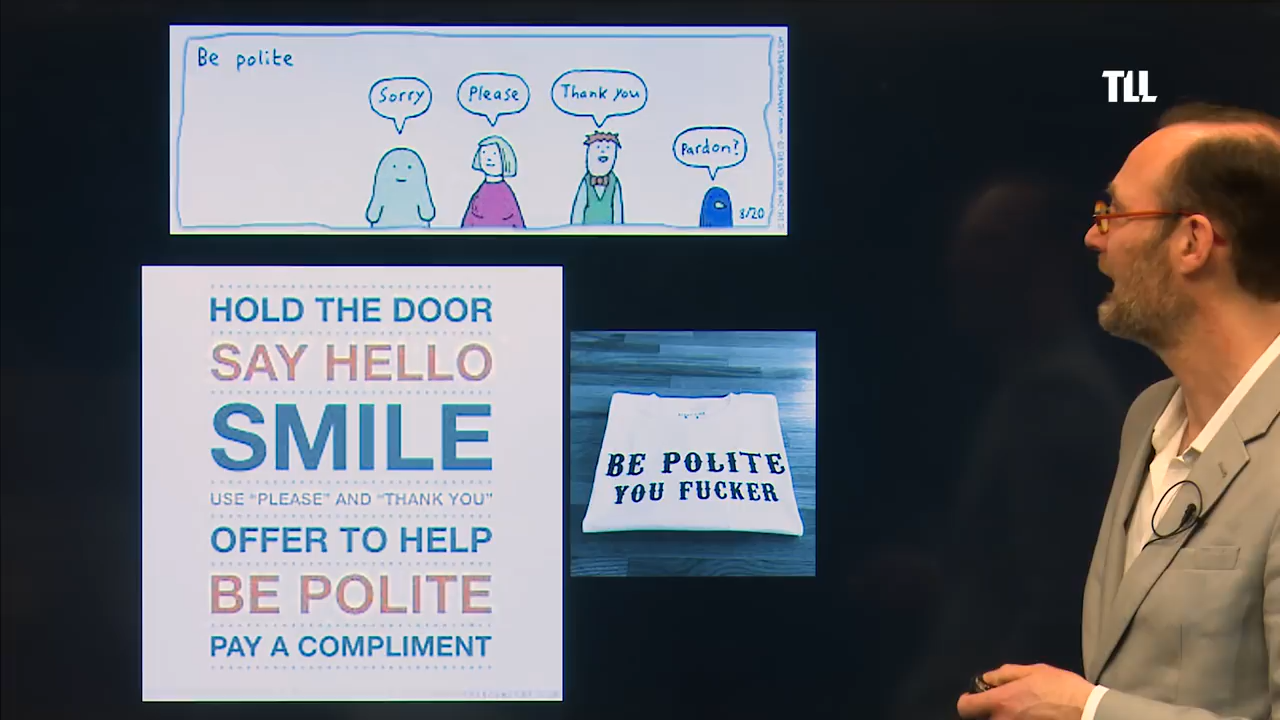 Be polite
Sorry
Please
Thank you
Pardon?
8/20
TLL
HOLD THE DOOR
SAY HELLO
SMILE
USE “PLEASE” AND “THANK YOU”
OFFER TO HELP
BE POLITE
PAY A COMPLIMENT
BE POLITE
YOU FUCKER